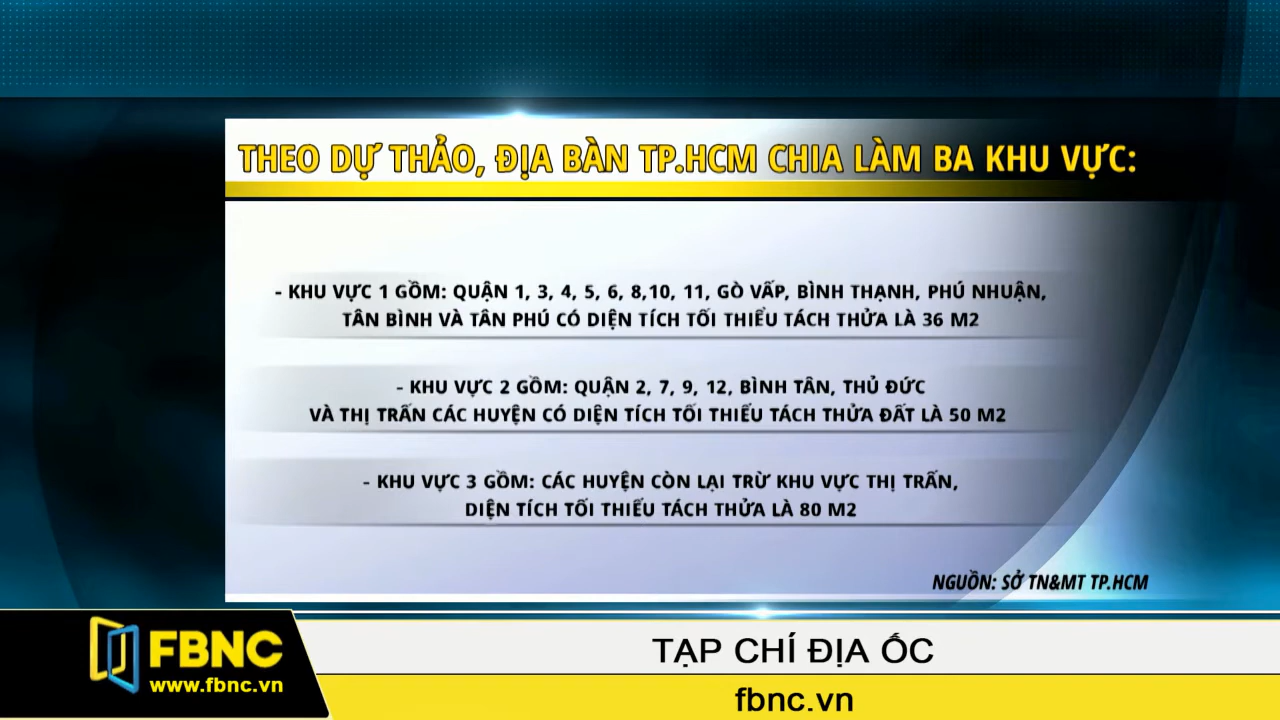 THEO DỰ THẢO, ĐỊA BÀN TP.HCM CHIA LÀM BA KHU VỰC:
- KHU VỰC 1 GỒM: QUẬN 1, 3, 4, 5, 6, 8,10, 11, GÒ VẤP, BÌNH THẠNH, PHÚ NHUẬN,
TÂN BÌNH VÀ TÂN PHÚ CÓ DIỆN TÍCH TỐI THIỂU TÁCH THỬA LÀ 36 M2
- KHU VỰC 2 GỒM: QUẬN 2, 7, 9, 12, BÌNH TÂN, THỦ ĐỨC
VÀ THỊ TRẤN CÁC HUYỆN CÓ DIỆN TÍCH TỐI THIỂU TÁCH THỬA ĐẤT LÀ 50 M2
- KHU VỰC 3 GỒM: CÁC HUYỆN CÒN LẠI TRỪ KHU VỰC THỊ TRẤN,
DIỆN TÍCH TỐI THIỂU TÁCH THỬA LÀ 80 M2
NGUỒN: SỞ TN&MT TP.HCM
FBNC
www.fbnc.vn
TẠP CHÍ ĐỊA ỐC
fbnc.vn